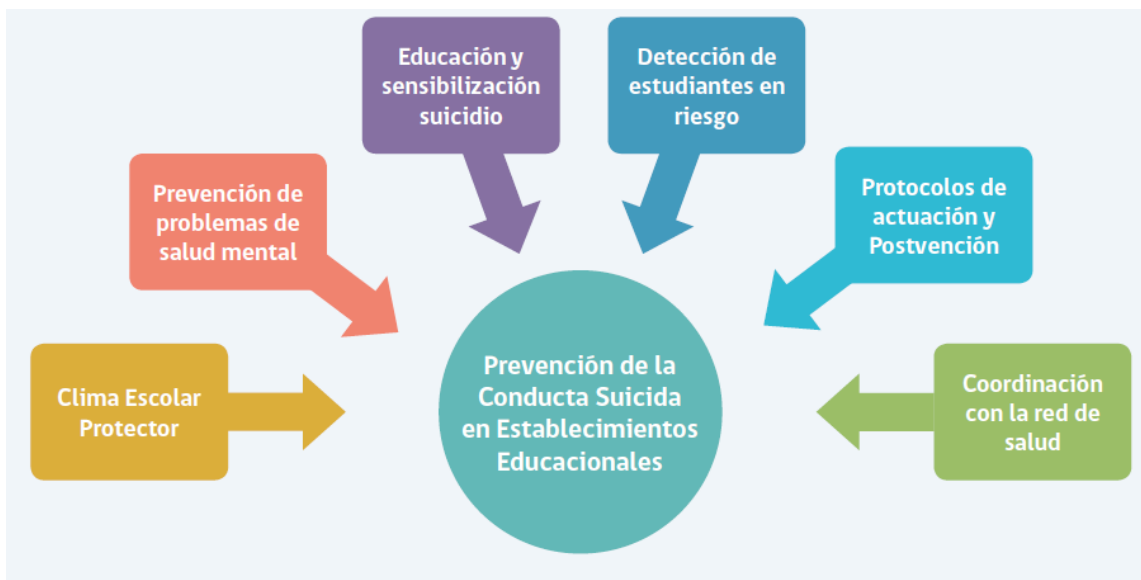 Clima Escolar
Protector
Prevención de
problemas de
salud mental
Educación y
sensibilización
suicidio
Detección de
estudiantes en
riesgo
Protocolos de
actuación y
Postvención
Coordinación
con la red de
salud
Prevención de la
Conducta Suicida
en Establecimientos
Educacionales